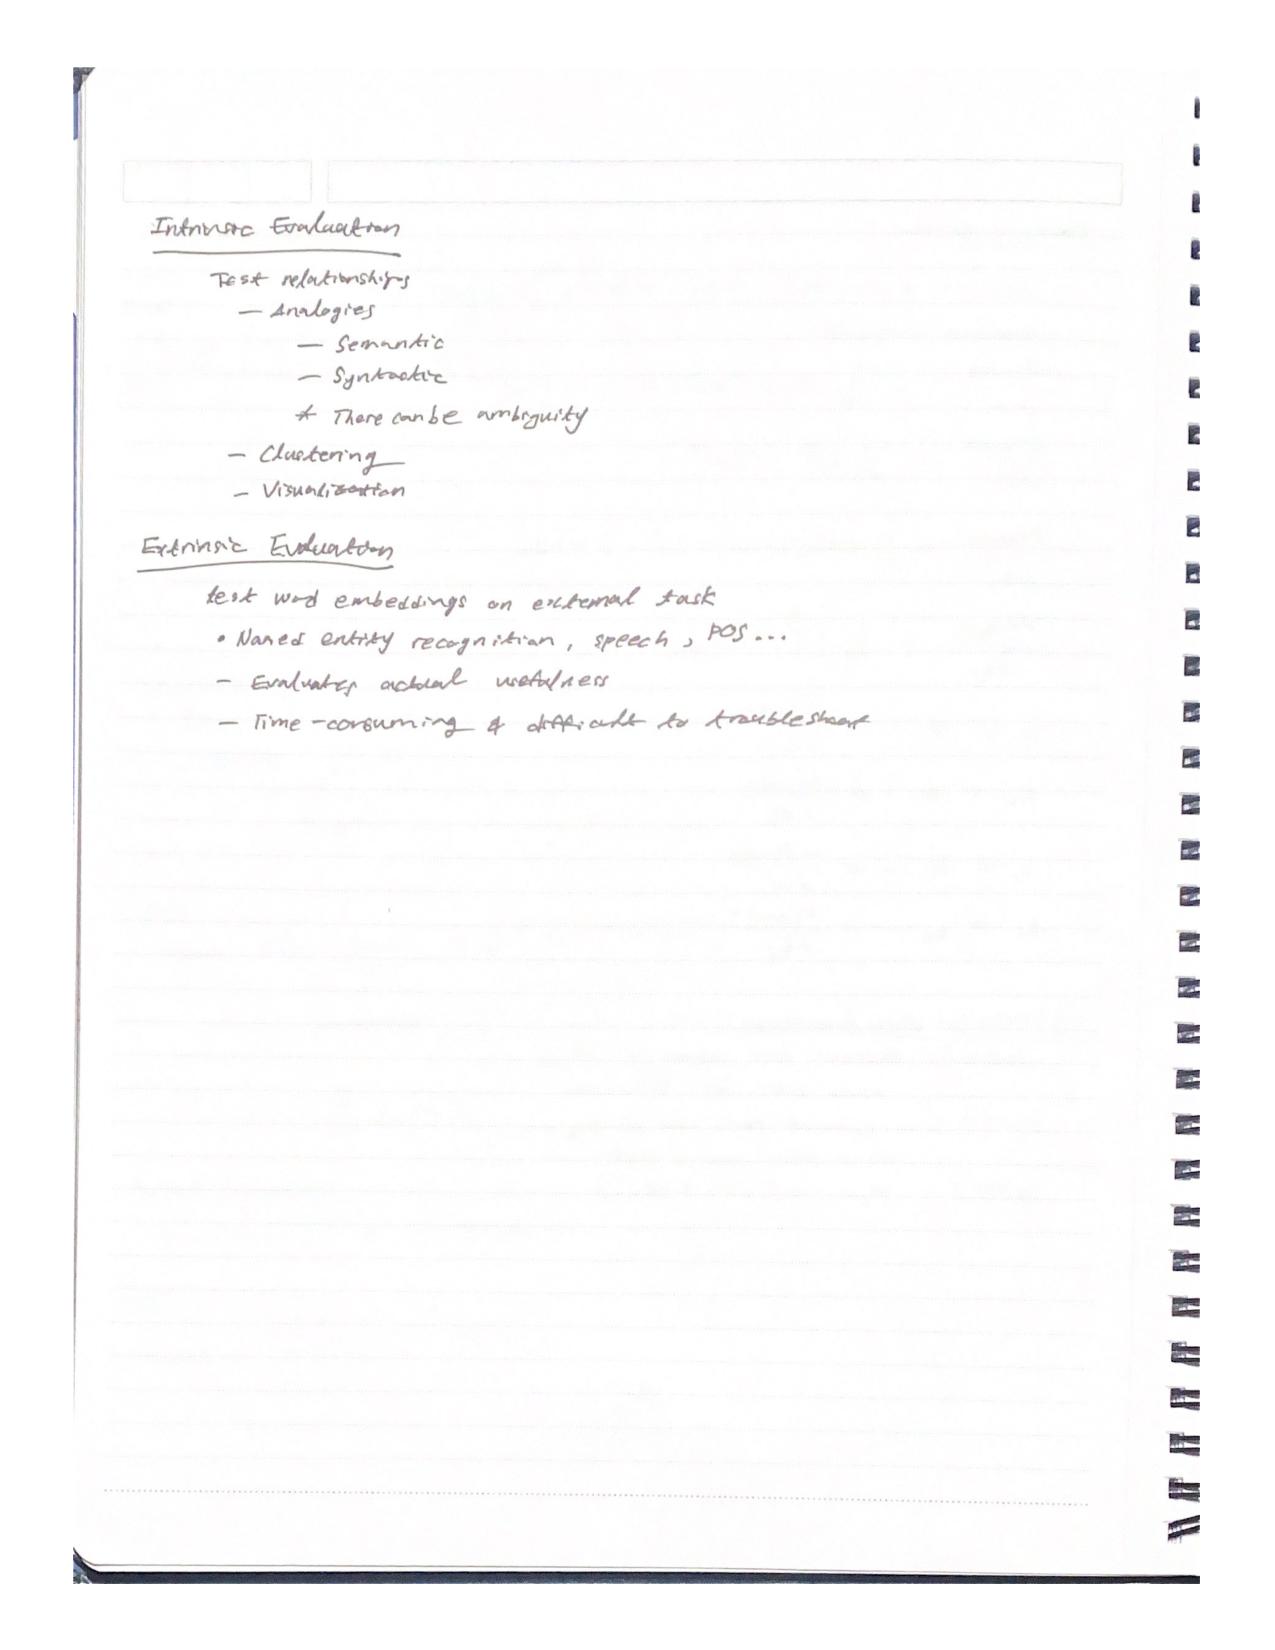 Intrinsic Evaluation
Test relationships
- Analogies
- Semantic
- Syntactic
* There can be ambiguity
- Clustering
- Visualization
Extrinsic Evaluation
test word embeddings on external task
• Named entity recognition, speech, POS...
- Evaluates actual usefulness
- Time-consuming & difficult to troubleshoot